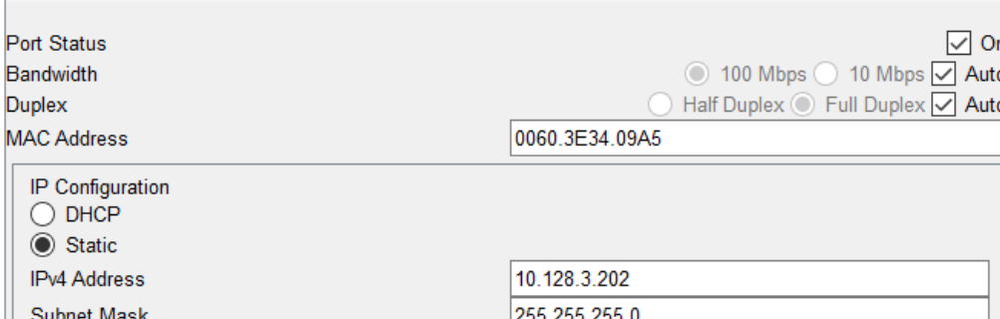 Port Status On
Bandwidth 100 Mbps 10 Mbps Auto
Duplex Half Duplex Full Duplex Auto
MAC Address 0060.3E34.09A5
IP Configuration
DHCP
Static
IPv4 Address 10.128.3.202
Subnet Mask 255.255.255.0